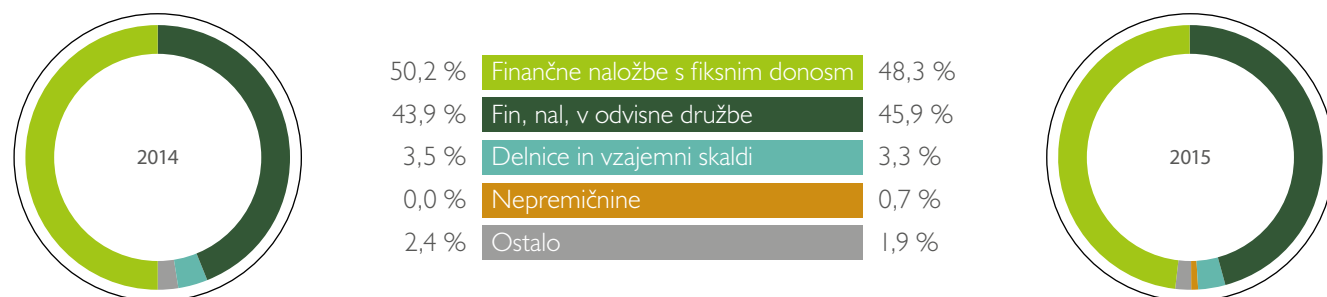 50,2 % Finančne naložbe s fiksnim donosm 48,3 %
43,9 % Fin, nal, v odvisne družbe 45,9 %
2014 3,5 % Delnice in vzajemni skaldi 3,3 % 2015
0,0 % Nepremičnine 0,7 %
2,4 % Ostalo 1,9 %